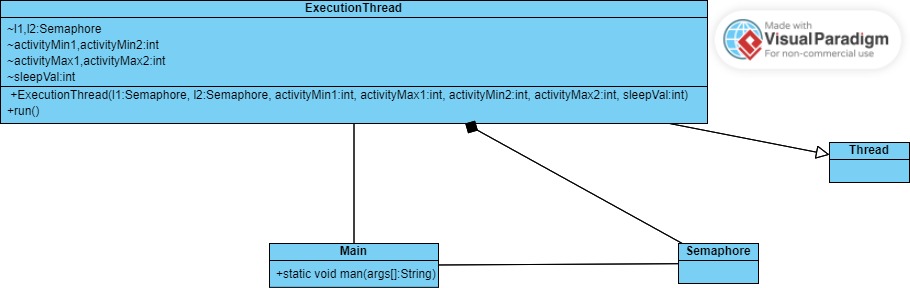 ExecutionThread
~l1,l2:Semaphore
~activityMin1,activityMin2:int
~activityMax1,activityMax2:int
~sleepVal:int
+ExecutionThread(l1:Semaphore, l2:Semaphore, activityMin1:int, activityMax1:int, activityMin2:int, activityMax2:int, sleepVal:int)
+run()
Made with
Visual Paradigm
For non-commercial use
Thread
Main
+static void man(args[]:String)
Semaphore